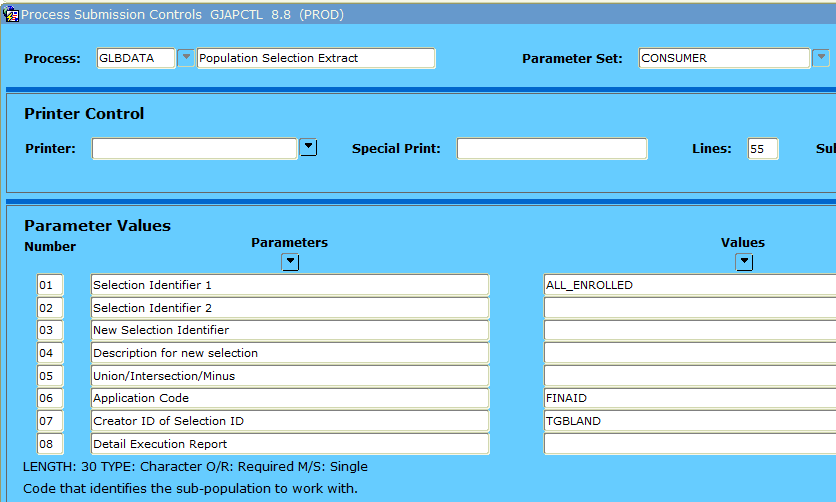 Process Submission Controls GJAPCTL 8.8 (PROD)
Process: GLBDATA Population Selection Extract Parameter Set: CONSUMER
Printer Control
Printer: Special Print: Lines: 55 Sul
Parameter Values
Number Parameters Values
01 Selection Identifier 1 ALL_ENROLLED
02 Selection Identifier 2
03 New Selection Identifier
04 Description for new selection
05 Union/Intersection/Minus
06 Application Code FINAID
07 Creator ID of Selection ID TGBLAND
08 Detail Execution Report
LENGTH: 30 TYPE: Character O/R: Required M/S: Single
Code that identifies the sub-population to work with.